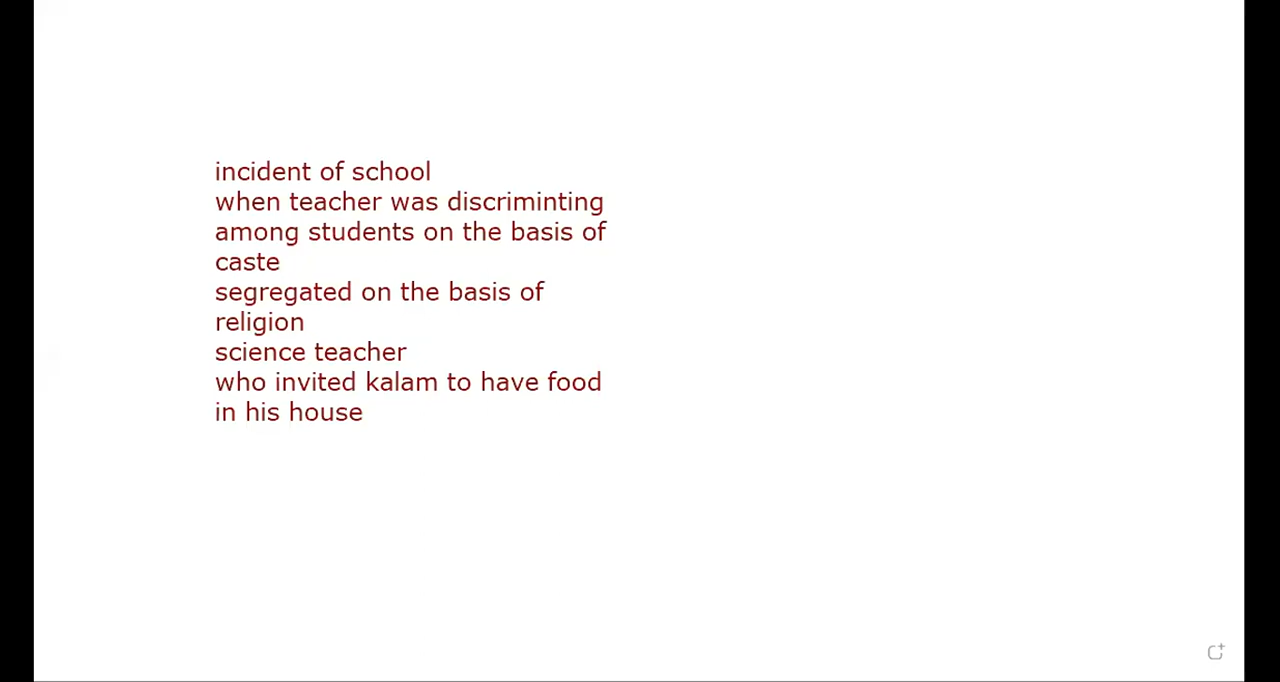 incident of school
when teacher was discriminting
among students on the basis of
caste
segregated on the basis of
religion
science teacher
who invited kalam to have food
in his house